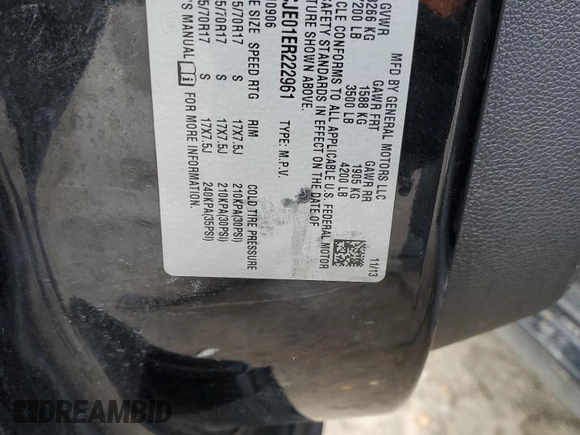 MFD BY GENERAL MOTORS LLC
GVWR GAWR FRT GAWR RR
3266 KG 1588 KG 1905 KG
7200 LB 3500 LB 4200 LB
11/13
CLE CONFORMS TO ALL APPLICABLE U.S. FEDERAL MOTOR
SAFETY STANDARDS IN EFFECT ON THE DATE OF
TURE SHOWN ABOVE.
JE01ER222961 TYPE: M.P.V.
0906
E SIZE SPEED RTG RIM COLD TIRE PRESSURE
5/70R17 S 17X7.5J 210KPA(30PSI)
5/70R17 S 17X7.5J 210KPA(30PSI)
5/70R17 S 17X7.5J 240KPA(35PSI)
'S MANUAL FOR MORE INFORMATION.
DREAMBID